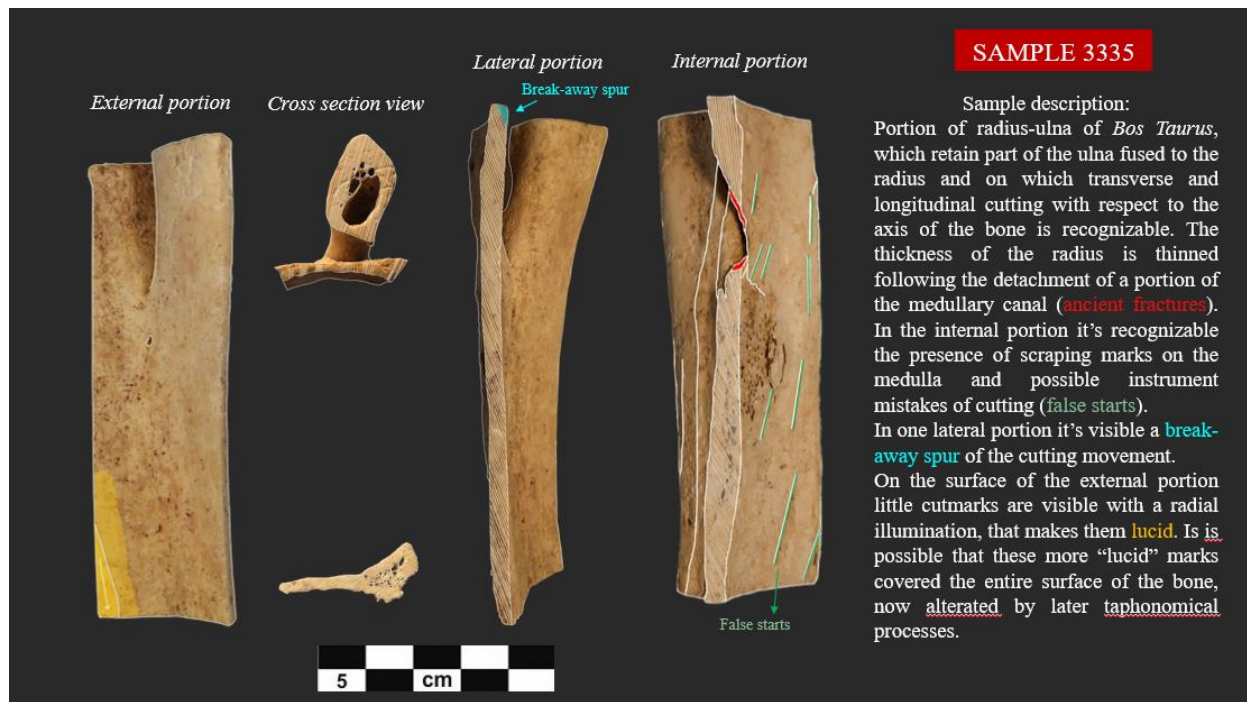 SAMPLE 3335
External portion
Cross section view
Lateral portion
Break-away spur
Internal portion
False starts
5 cm
Sample description:
Portion of radius-ulna of Bos Taurus,
which retain part of the ulna fused to the
radius and on which transverse and
longitudinal cutting with respect to the
axis of the bone is recognizable. The
thickness of the radius is thinned
following the detachment of a portion of
the medullary canal (ancient fractures).
In the internal portion it’s recognizable
the presence of scraping marks on the
medulla and possible instrument
mistakes of cutting (false starts).
In one lateral portion it’s visible a break-
away spur of the cutting movement.
On the surface of the external portion
little cutmarks are visible with a radial
illumination, that makes them lucid. Is is
possible that these more “lucid” marks
covered the entire surface of the bone,
now alterated by later taphonomical
processes.